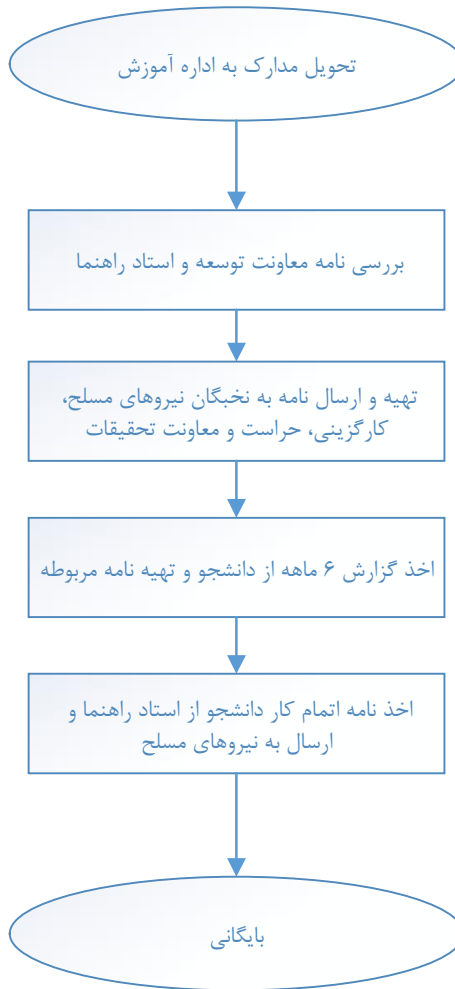 تحویل مدارک به اداره آموزش
بررسی نامه معاونت توسعه و استاد راهنما
تهیه و ارسال نامه به نخبگان نیروهای مسلح،
کارگزینی، حراست و معاونت تحقیقات
اخذ گزارش ۶ ماهه از دانشجو و تهیه نامه مربوطه
اخذ نامه اتمام کار دانشجو از استاد راهنما و
ارسال به نیروهای مسلح
بایگانی